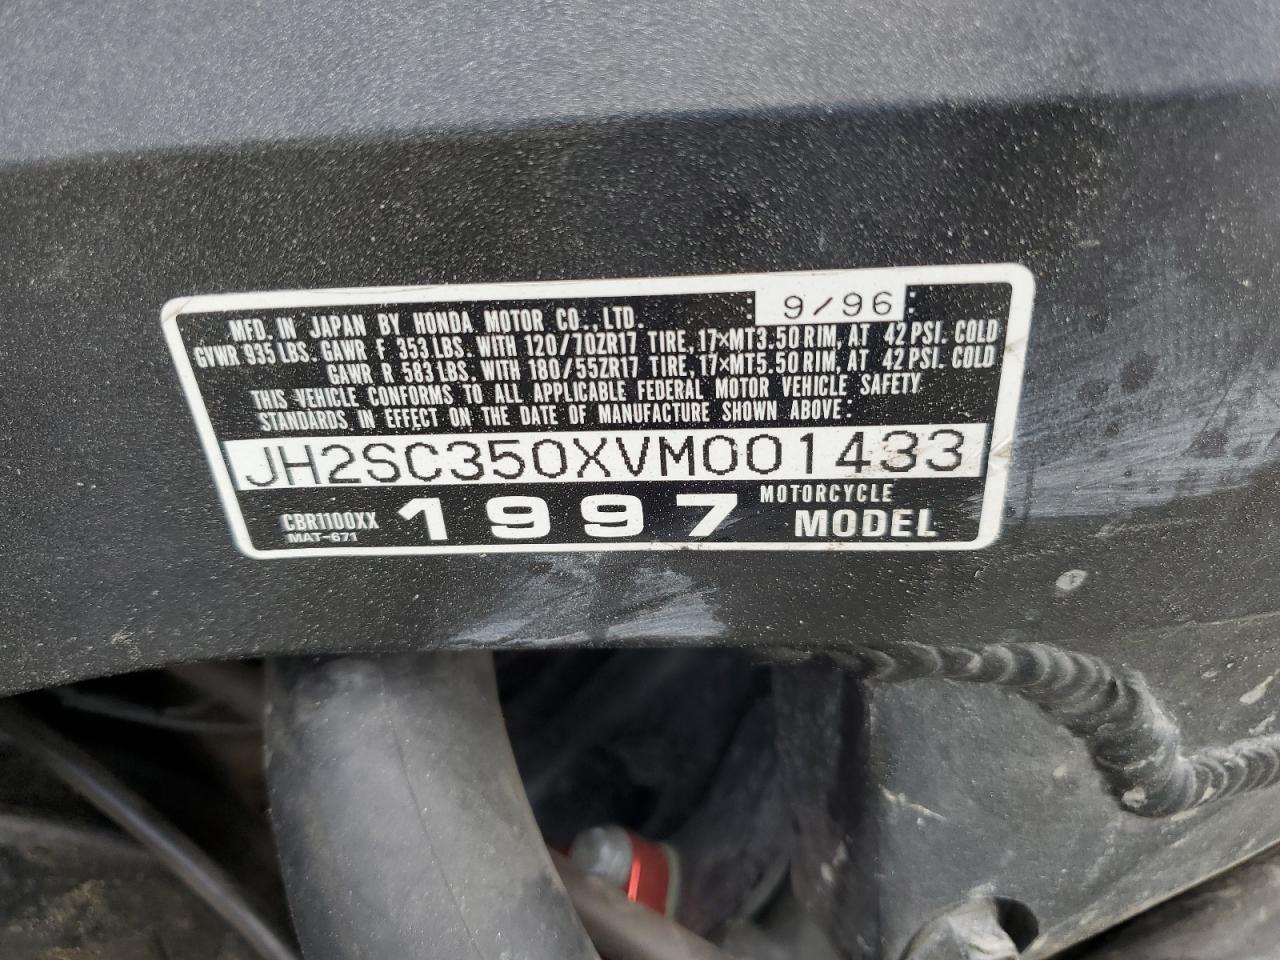 9/96
MFD. IN JAPAN BY HONDA MOTOR CO., LTD.
GVWR 935 LBS. GAWR F 353 LBS. WITH 120/70ZR17 TIRE, 17×MT3.50 RIM, AT 42 PSI. COLD
GAWR R 583 LBS. WITH 180/55ZR17 TIRE, 17×MT5.50 RIM, AT 42 PSI. COLD
THIS VEHICLE CONFORMS TO ALL APPLICABLE FEDERAL MOTOR VEHICLE SAFETY
STANDARDS IN EFFECT ON THE DATE OF MANUFACTURE SHOWN ABOVE:
JH2SC350XVM001433
CBR1100XX 1997 MOTORCYCLE
MAT-671 MODEL